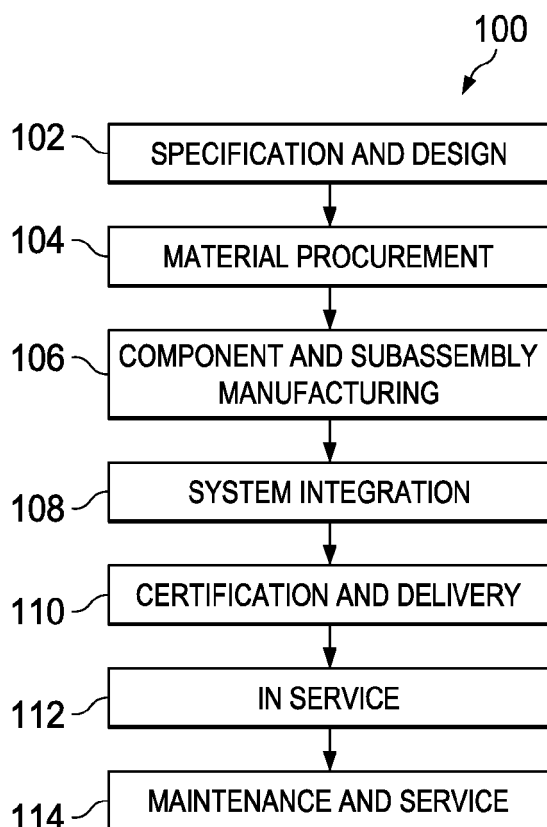 100
102
SPECIFICATION AND DESIGN
104
MATERIAL PROCUREMENT
106
COMPONENT AND SUBASSEMBLY
MANUFACTURING
108
SYSTEM INTEGRATION
110
CERTIFICATION AND DELIVERY
112
IN SERVICE
114
MAINTENANCE AND SERVICE